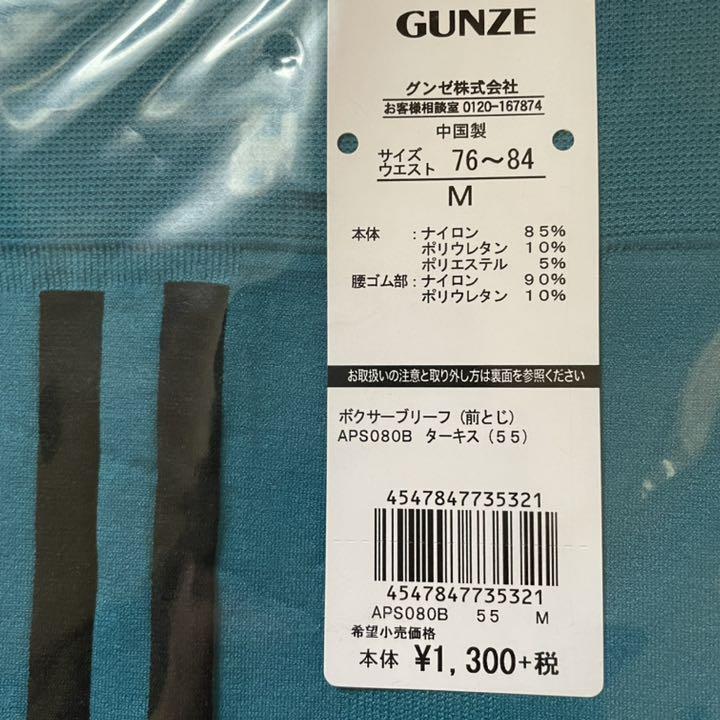 GUNZE
グンゼ株式会社
お客様相談室 0120-167874
中国製
サイズ
ウエスト 76～84
M
本体 : ナイロン 85%
ポリウレタン 10%
ポリエステル 5%
腰ゴム部 : ナイロン 90%
ポリウレタン 10%
お取扱いの注意と取り外し方は裏面を参照ください
ボクサーブリーフ (前とじ)
APS080B ターキス (55)
4547847735321
4547847735321
APS080B 55 M
希望小売価格
本体 ¥1,300+税